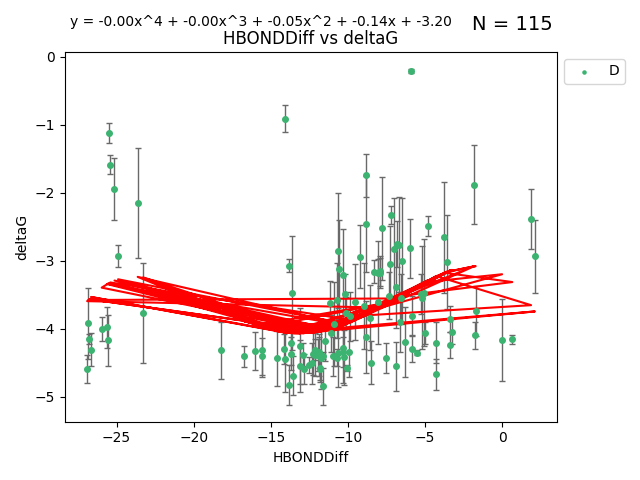 y = -0.00x^4 + -0.00x^3 + -0.05x^2 + -0.14x + -3.20
N = 115
HBONDDiff vs deltaG
D
deltaG
0
−1
−2
−3
−4
−5
−25
−20
−15
−10
−5
0
HBONDDiff